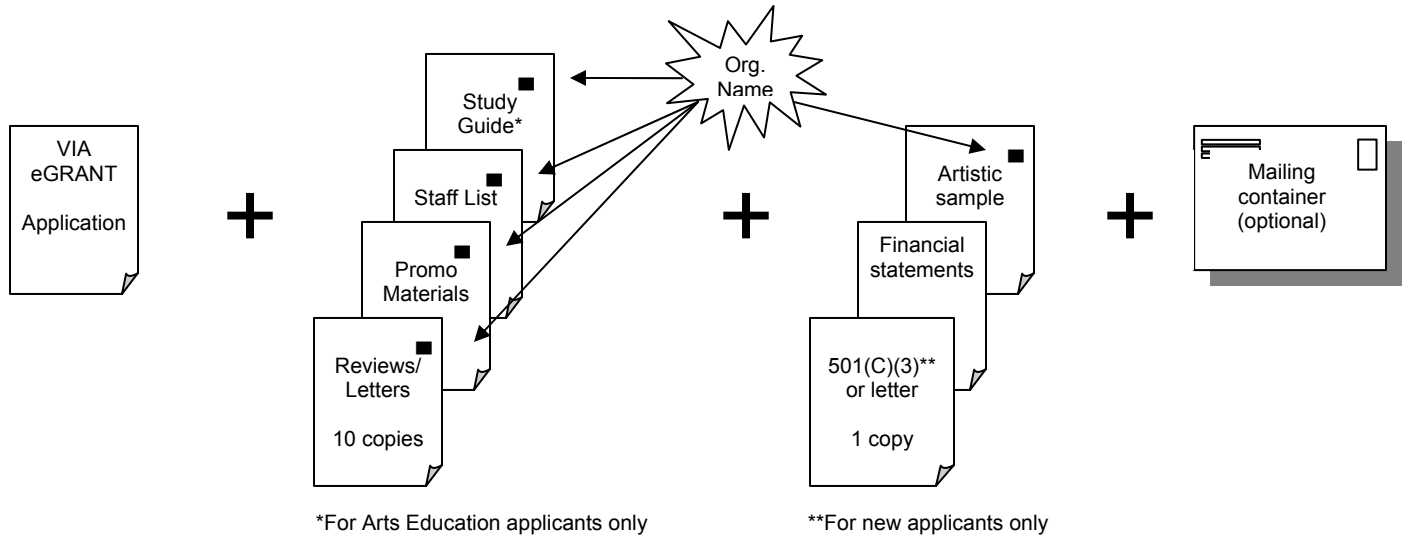 VIA
eGRANT
Application
Study
Guide*
Staff List
Promo
Materials
Reviews/
Letters
10 copies
Org.
Name
Artistic
sample
Financial
statements
501(C)(3)**
or letter
1 copy
Mailing
container
(optional)
*For Arts Education applicants only
**For new applicants only